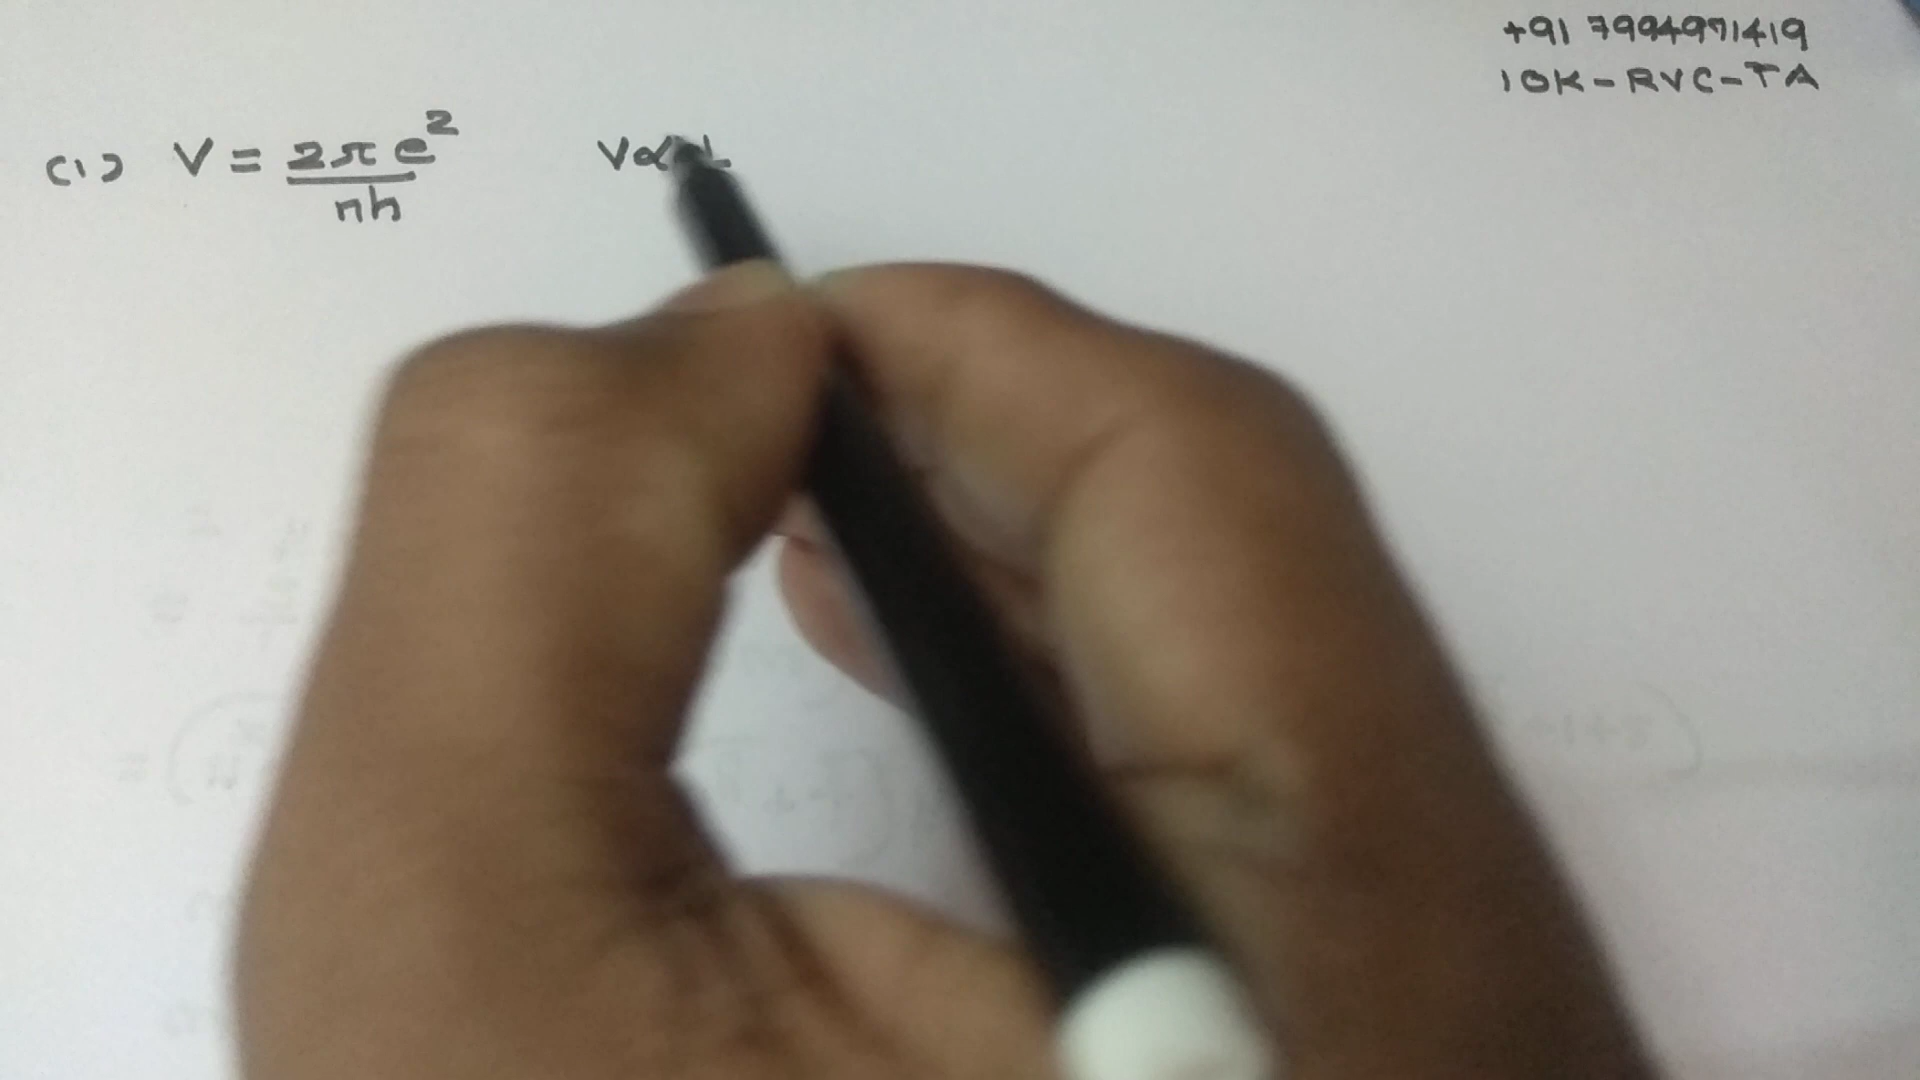 +91 7994971419
10K-RVC-TA
(1) V = 2πe² / nh V∝